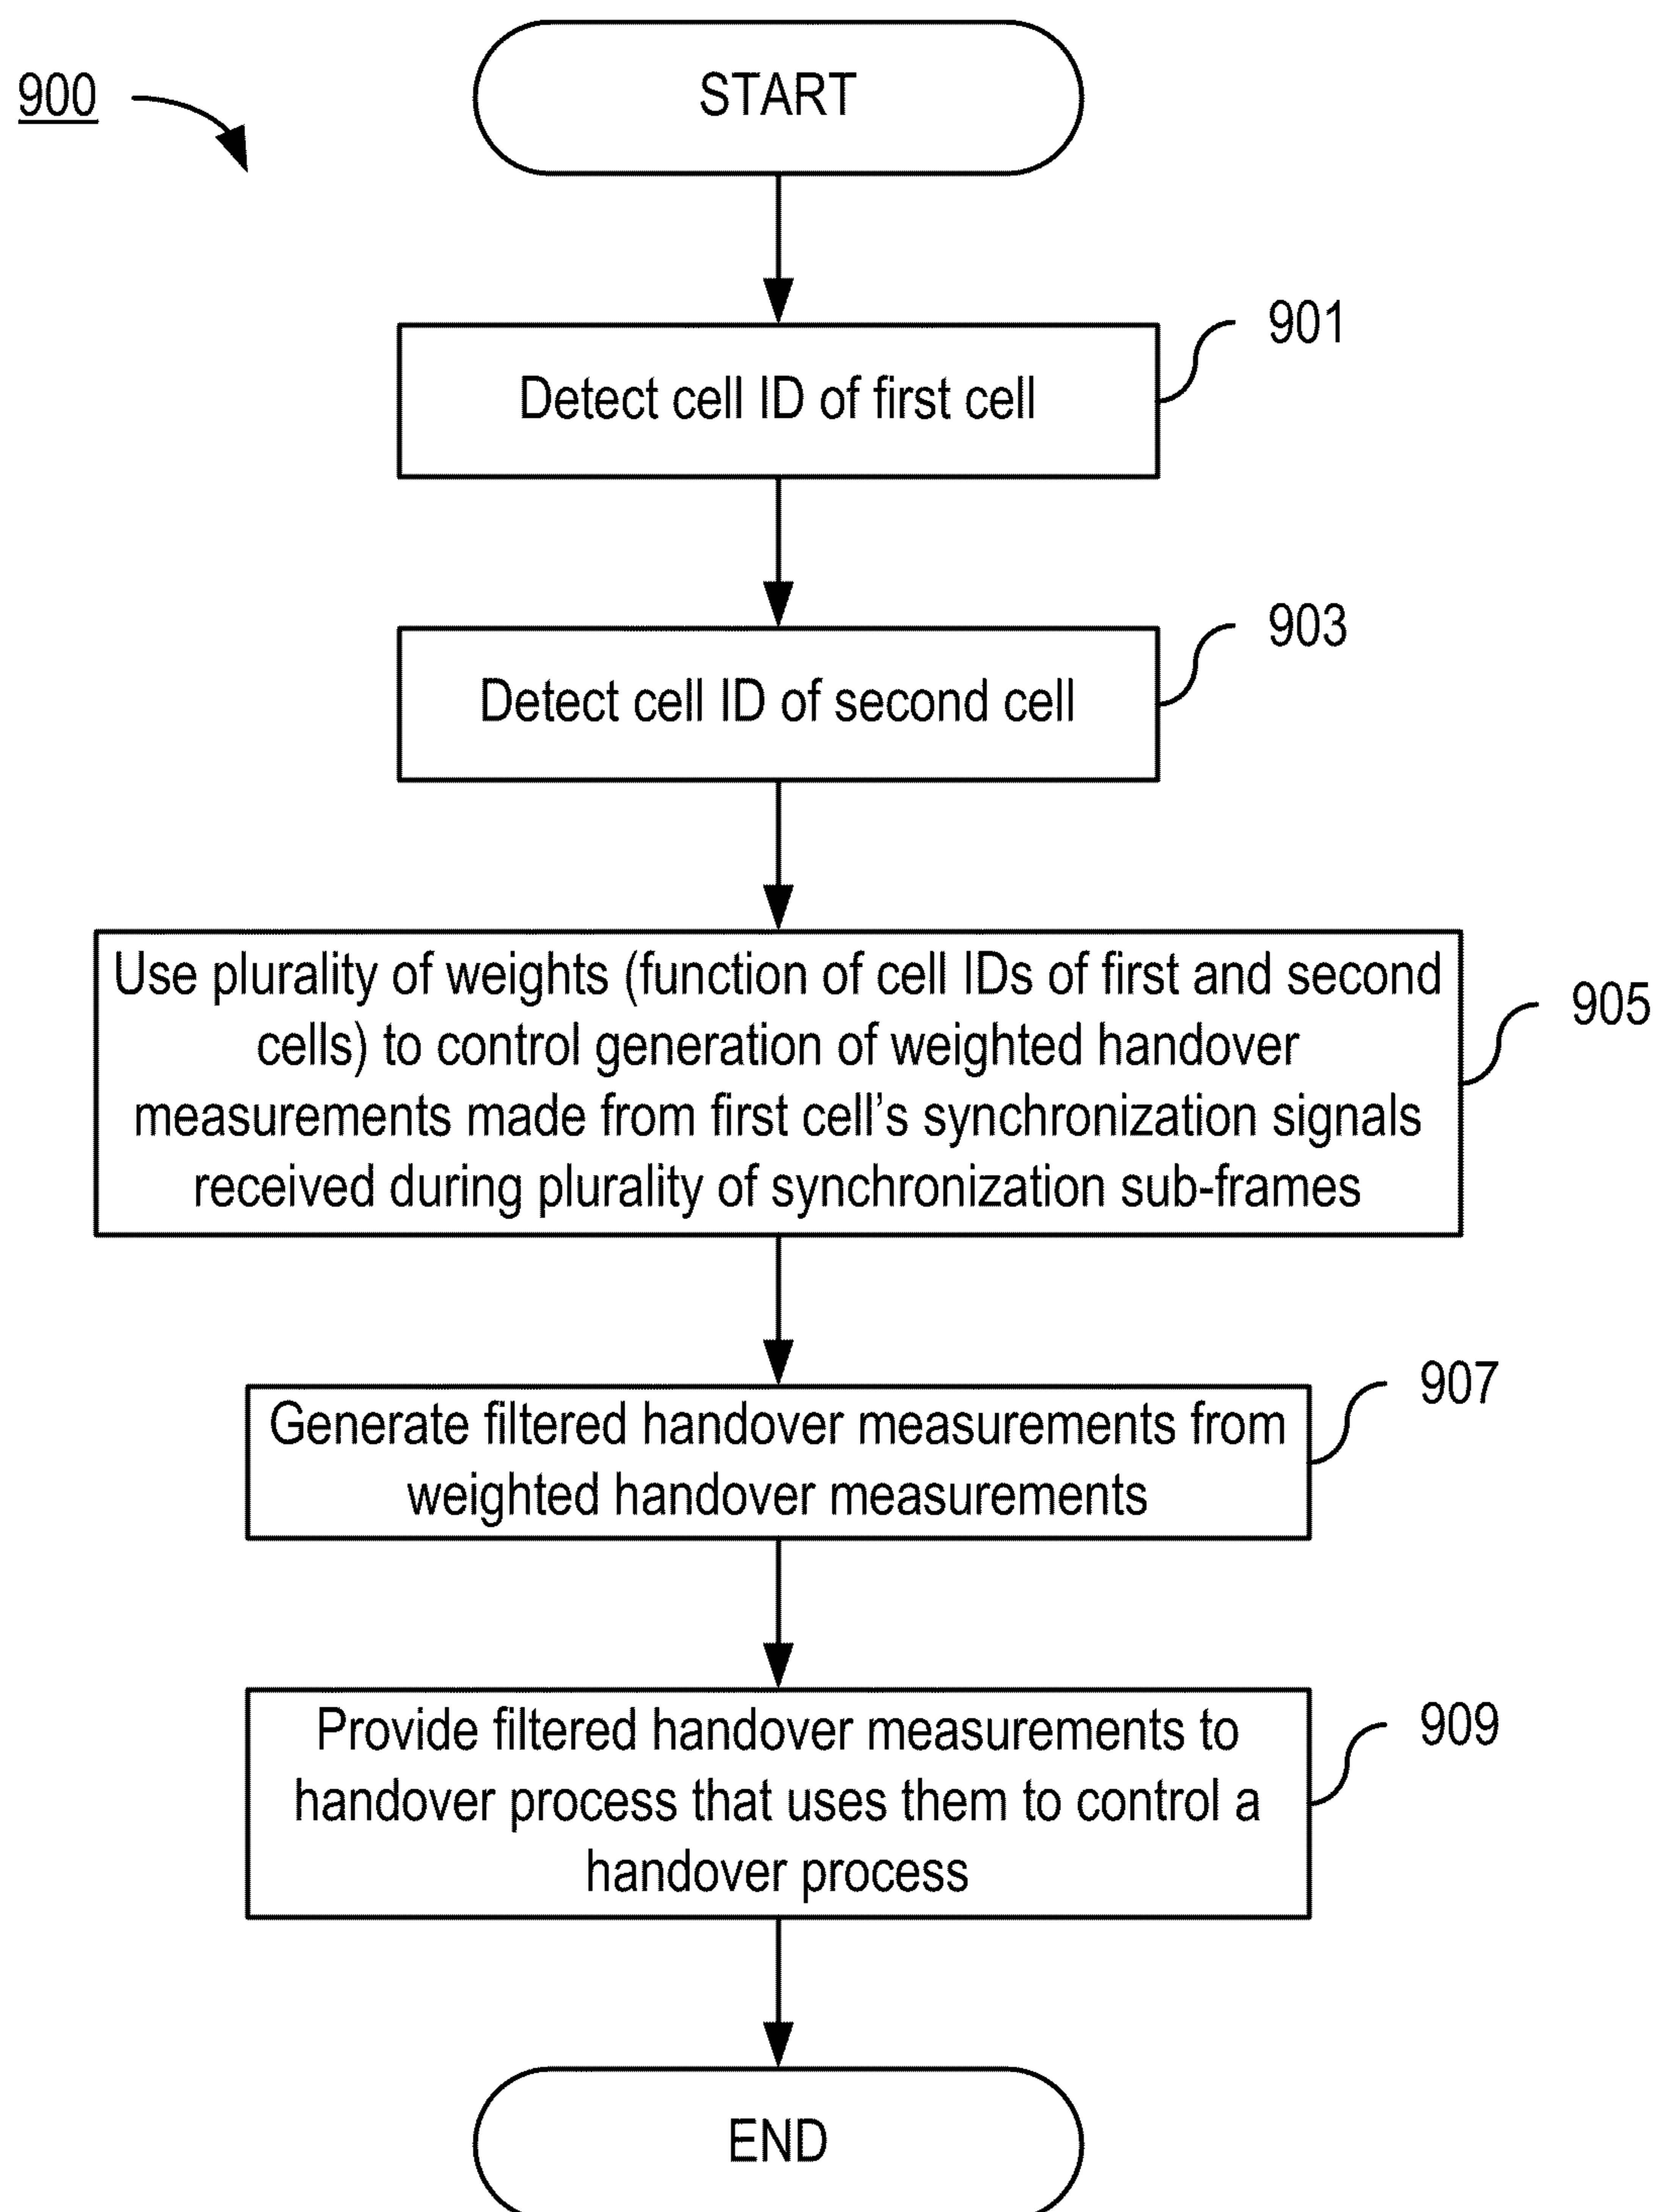 900
START
901
Detect cell ID of first cell
903
Detect cell ID of second cell
Use plurality of weights (function of cell IDs of first and second
cells) to control generation of weighted handover
measurements made from first cell’s synchronization signals
received during plurality of synchronization sub-frames
905
907
Generate filtered handover measurements from
weighted handover measurements
909
Provide filtered handover measurements to
handover process that uses them to control a
handover process
END